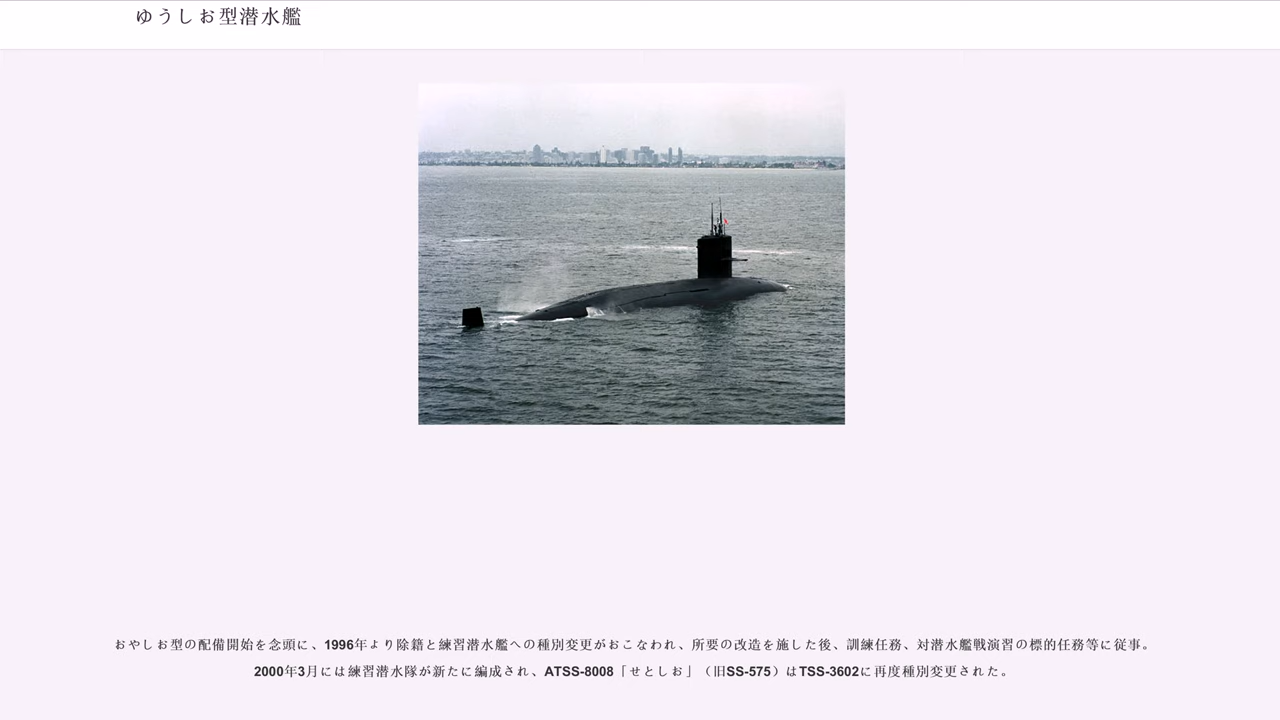 ゆうしお型潜水艦
おやしお型の配備開始を念頭に、1996年より除籍と練習潜水艦への種別変更がおこなわれ、所要の改造を施した後、訓練任務、対潜水艦戦演習の標的任務等に従事。
2000年3月には練習潜水隊が新たに編成され、ATSS-8008「せとしお」（旧SS-575）はTSS-3602に再度種別変更された。